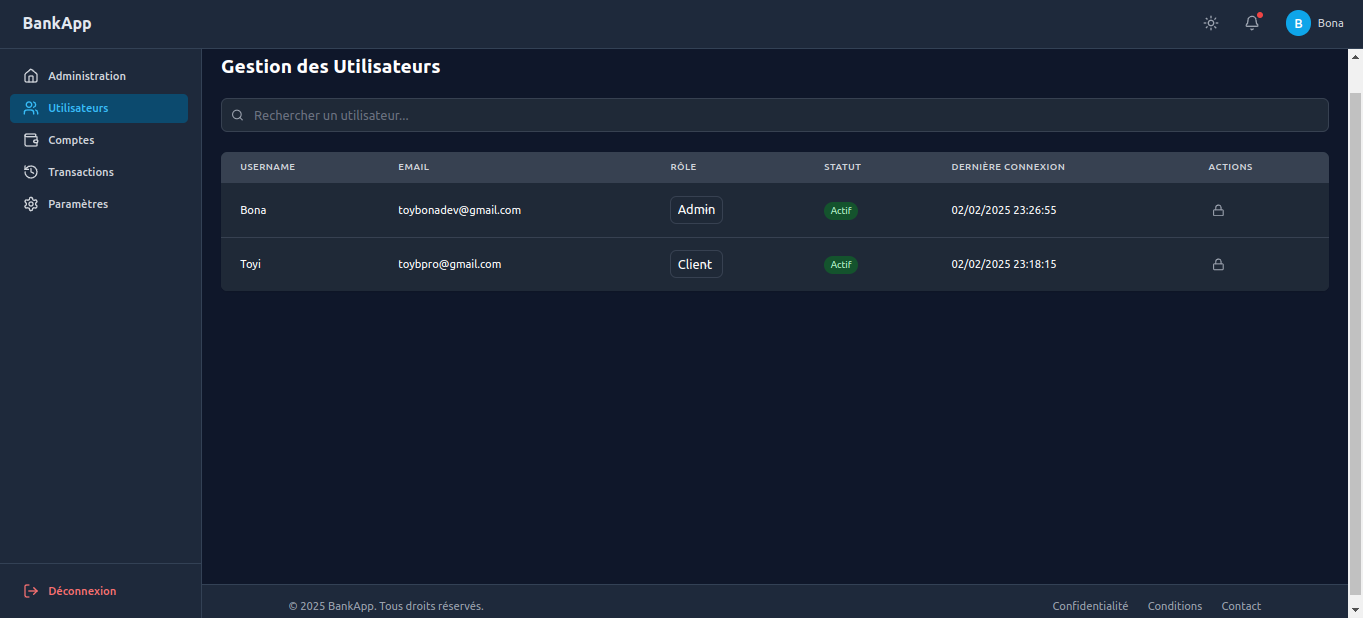 BankApp
B Bona
Administration
Utilisateurs
Comptes
Transactions
Paramètres
Déconnexion
Gestion des Utilisateurs
Rechercher un utilisateur...
USERNAME EMAIL RÔLE STATUT DERNIÈRE CONNEXION ACTIONS
Bona toybonadev@gmail.com Admin Actif 02/02/2025 23:26:55
Toyi toybpro@gmail.com Client Actif 02/02/2025 23:18:15
© 2025 BankApp. Tous droits réservés. Confidentialité Conditions Contact